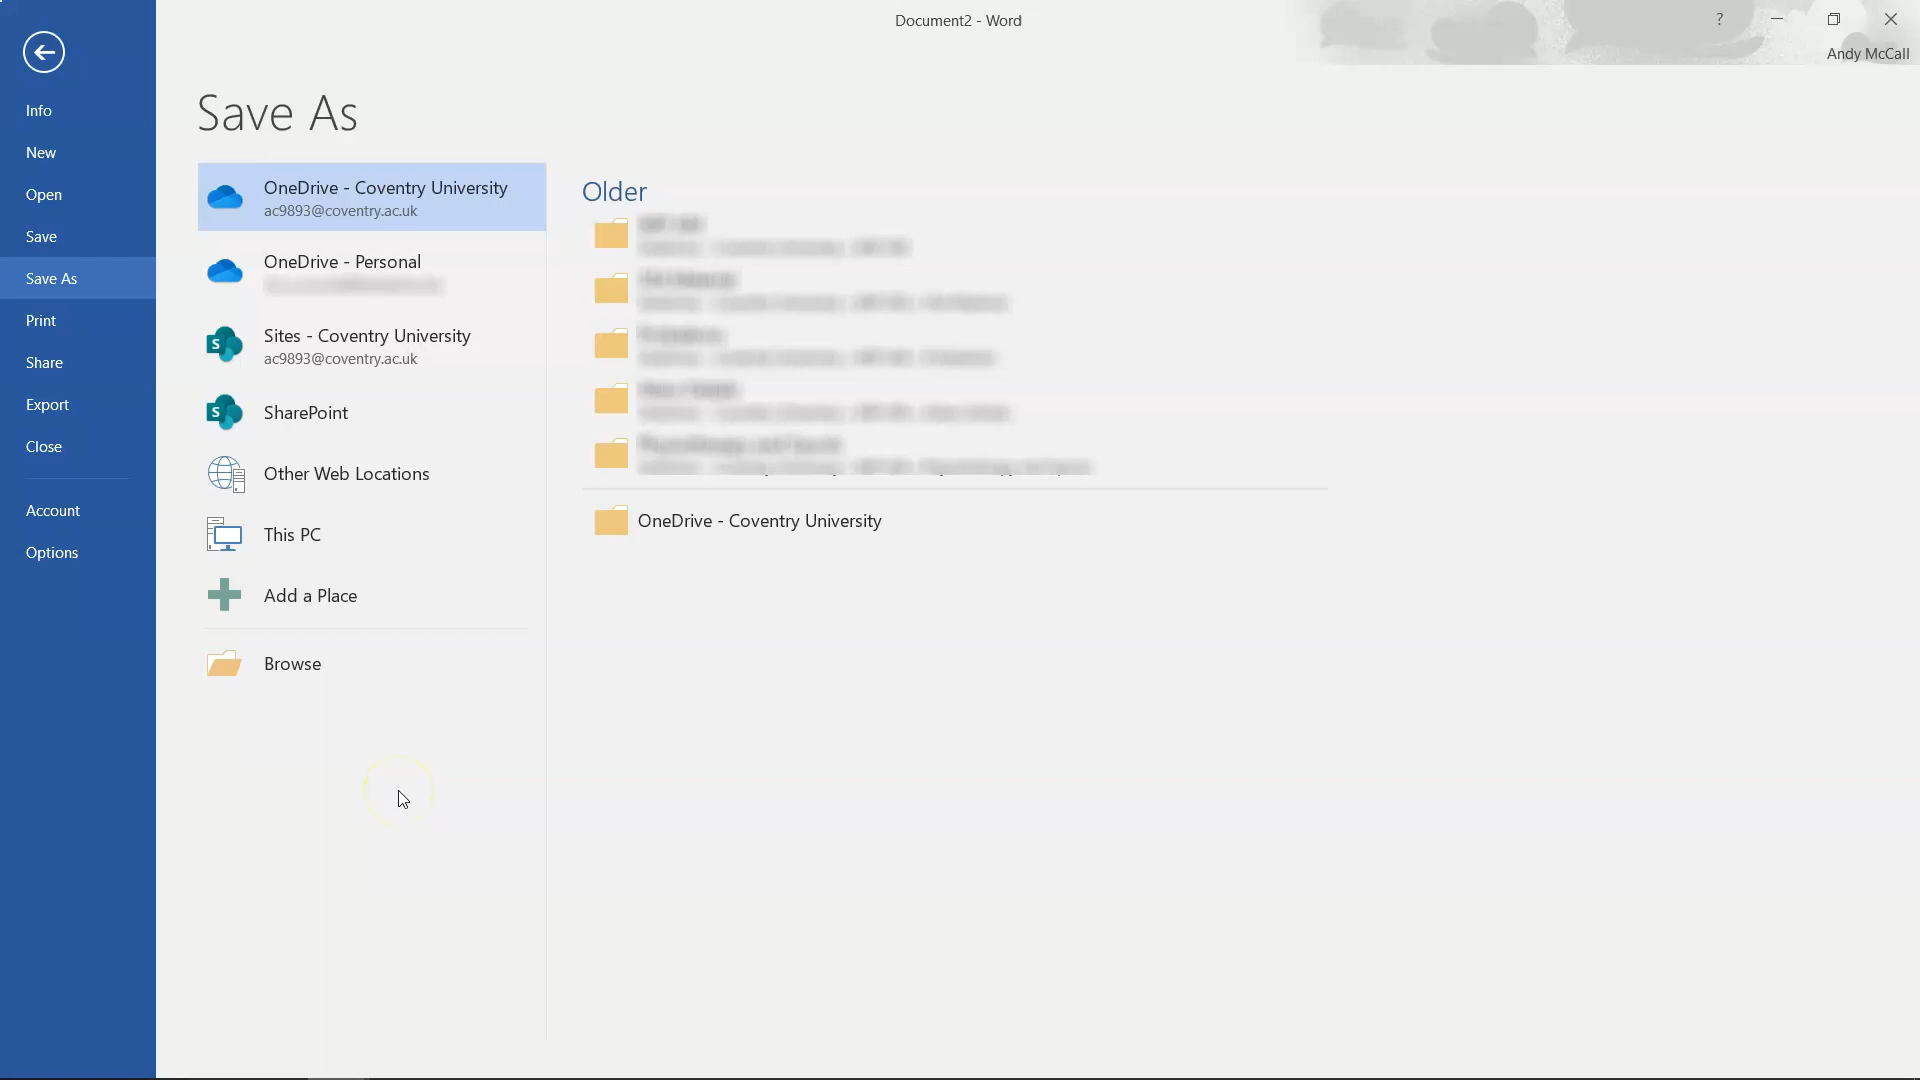 Document2 - Word
?
Andy McCall
Info
New
Open
Save
Save As
Print
Share
Export
Close
Account
Options
Save As
OneDrive - Coventry University
ac9893@coventry.ac.uk
OneDrive - Personal
Sites - Coventry University
ac9893@coventry.ac.uk
SharePoint
Other Web Locations
This PC
Add a Place
Browse
Older
OneDrive - Coventry University